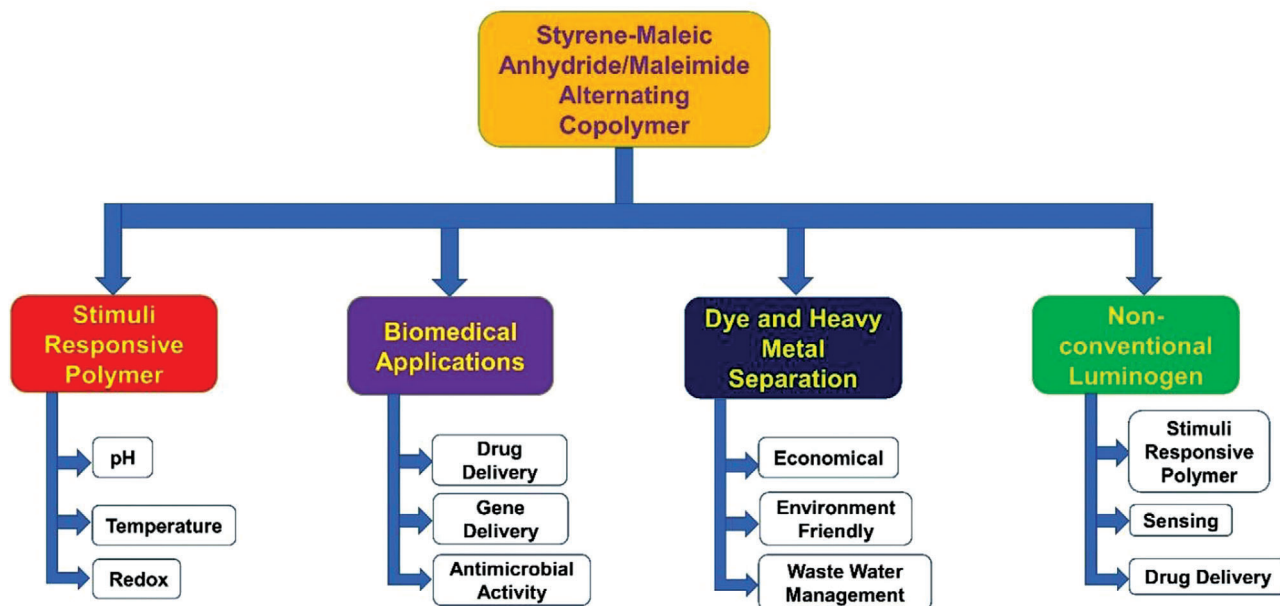 Styrene-Maleic
Anhydride/Maleimide
Alternating
Copolymer
Stimuli
Responsive
Polymer
pH
Temperature
Redox
Biomedical
Applications
Drug
Delivery
Gene
Delivery
Antimicrobial
Activity
Dye and Heavy
Metal
Separation
Economical
Environment
Friendly
Waste Water
Management
Non-
conventional
Luminogen
Stimuli
Responsive
Polymer
Sensing
Drug Delivery